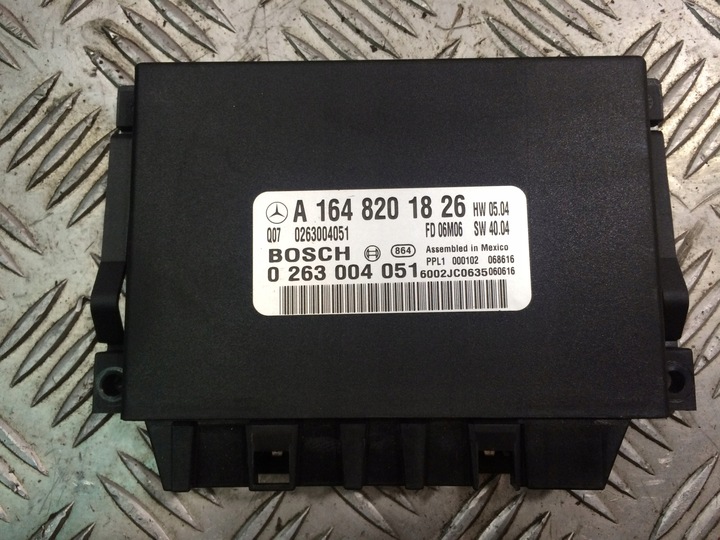 A 164 820 18 26 HW 05.04
Q07 0263004051 FD 06M06 SW 40.04
BOSCH 864 Assembled in Mexico
PPL1 000102 068616
0 263 004 051 6002JC0635060616